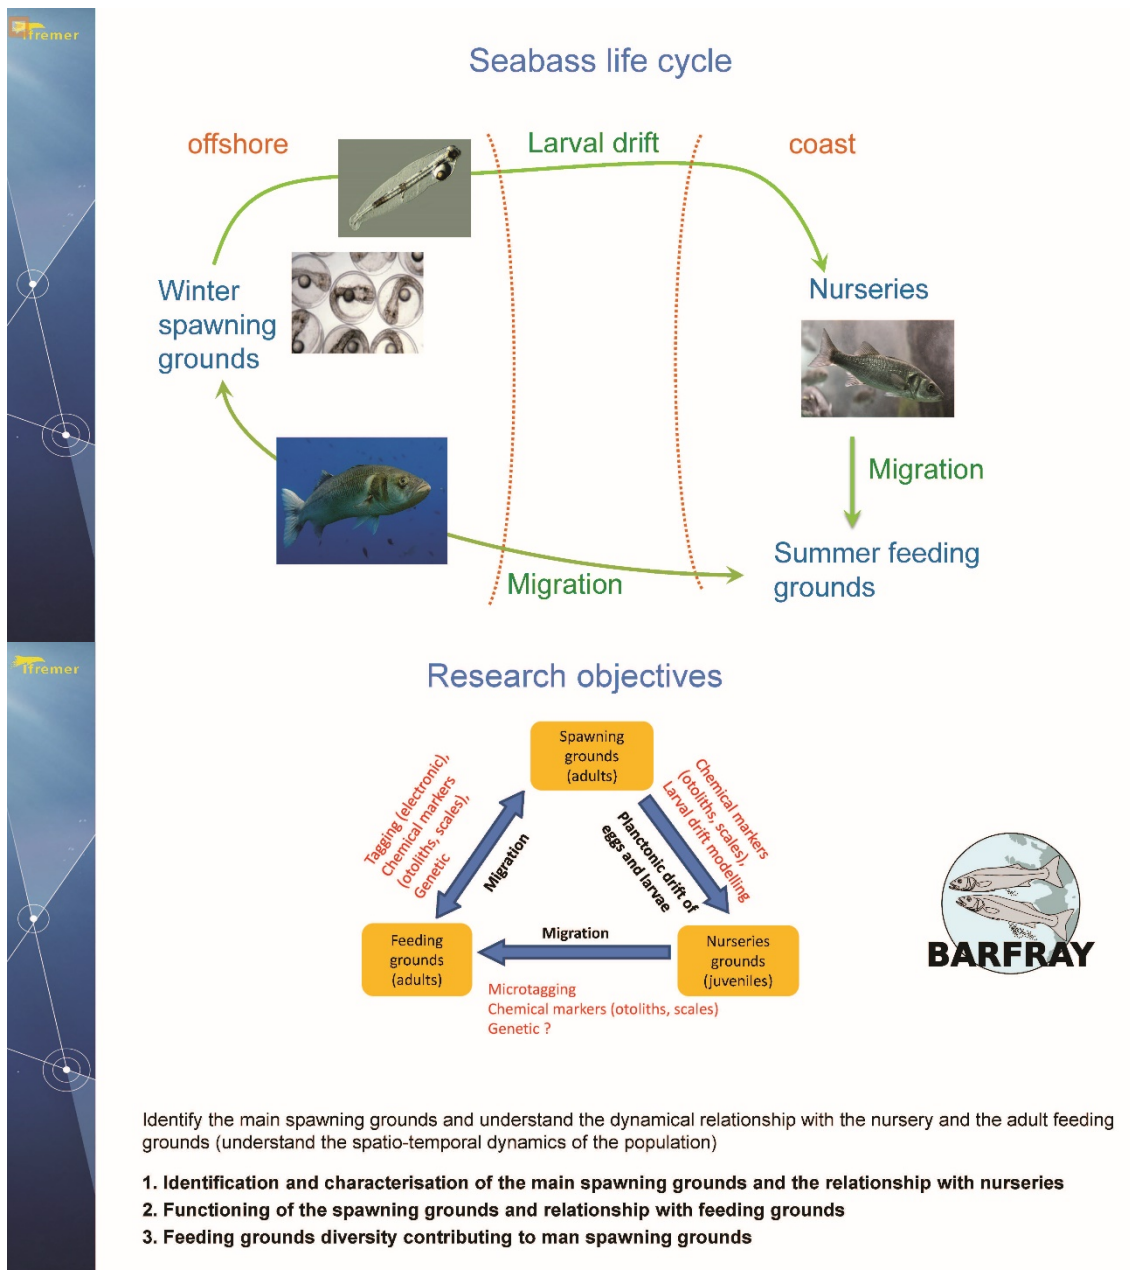 ifremer
Seabass life cycle
offshore
Larval drift
coast
Winter
spawning
grounds
Nurseries
Migration
Summer feeding
grounds
Migration
ifremer
Research objectives
Spawning
grounds
(adults)
Tagging (electronic),
Chemical markers
(otoliths, scales),
Genetic
Migration
Chemical markers
(otoliths, scales),
Larval drift modelling
Planctonic drift of
eggs and larvae
Feeding
grounds
(adults)
Migration
Nurseries
grounds
(juveniles)
Microtagging
Chemical markers (otoliths, scales)
Genetic ?
BARFRAY
Identify the main spawning grounds and understand the dynamical relationship with the nursery and the adult feeding
grounds (understand the spatio-temporal dynamics of the population)
1. Identification and characterisation of the main spawning grounds and the relationship with nurseries
2. Functioning of the spawning grounds and relationship with feeding grounds
3. Feeding grounds diversity contributing to man spawning grounds